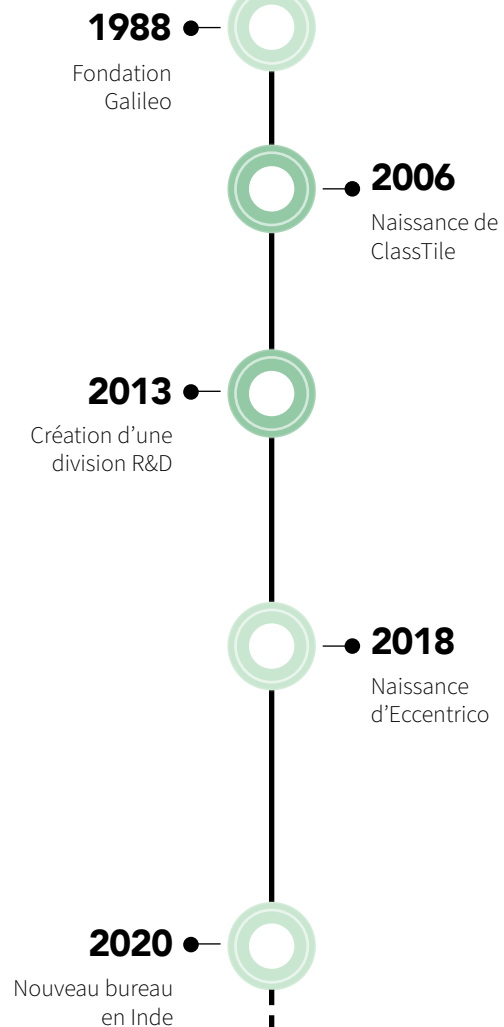 1988
Fondation
Galileo
2006
Naissance de
ClassTile
2013
Création d’une
division R&D
2018
Naissance
d’Eccentrico
2020
Nouveau bureau
en Inde